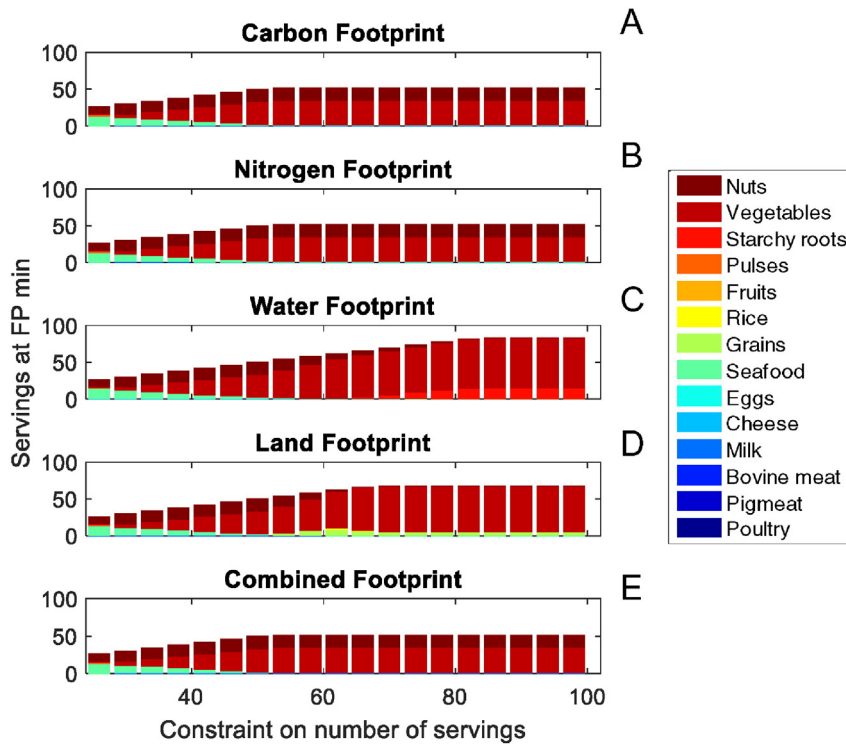 A
Carbon Footprint
100
50
0
B
Nitrogen Footprint
100
50
0
C
Water Footprint
100
50
0
D
Land Footprint
100
50
0
E
Combined Footprint
100
50
0
40 60 80 100
Constraint on number of servings
Servings at FP min
Nuts
Vegetables
Starchy roots
Pulses
Fruits
Rice
Grains
Seafood
Eggs
Cheese
Milk
Bovine meat
Pigmeat
Poultry